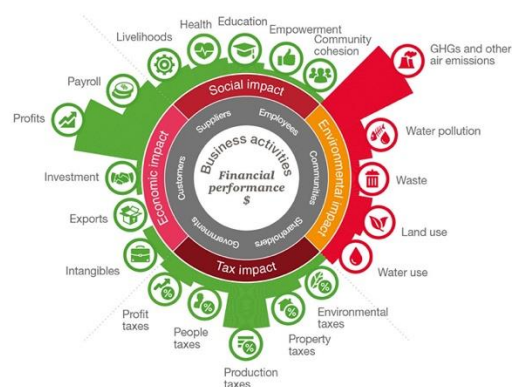 Livelihoods
Health
Education
Empowerment
Community
cohesion
GHGs and other
air emissions
Payroll
Profits
Water pollution
Investment
Waste
Exports
Land use
Intangibles
Water use
Profit
taxes
People
taxes
Production
taxes
Property
taxes
Environmental
taxes
Social impact
Environmental impact
Tax impact
Economic impact
Suppliers
Employees
Communities
Shareholders
Governments
Customers
Business activities
Financial
performance
$